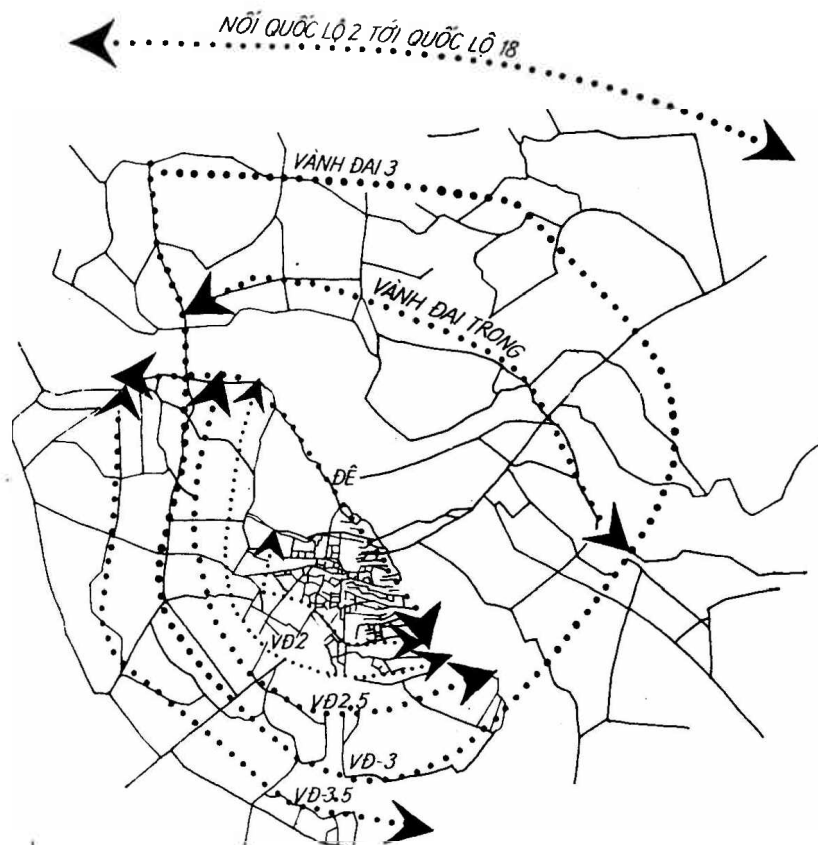 NỐI QUỐC LỘ 2 TỚI QUỐC LỘ 18
VÀNH ĐAI 3
VÀNH ĐAI TRONG
ĐÊ
VĐ2
VĐ2,5
VĐ-3
VĐ-3.5